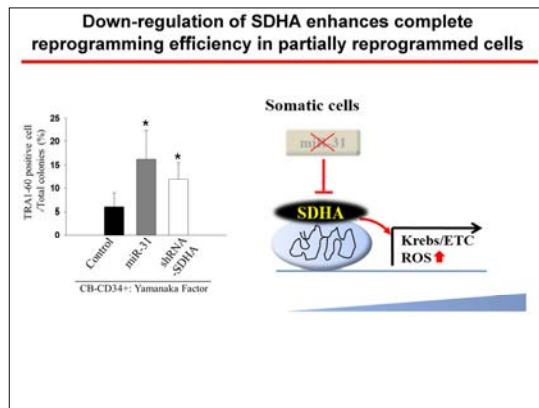 Down-regulation of SDHA enhances complete
reprogramming efficiency in partially reprogrammed cells
TRA1-60 positive cell
/Total colonies (%)
25
20
15
10
5
0
*
*
Control
miR-31
shRNA
-SDHA
CB-CD34+: Yamanaka Factor
Somatic cells
miR-31
SDHA
Krebs/ETC
ROS